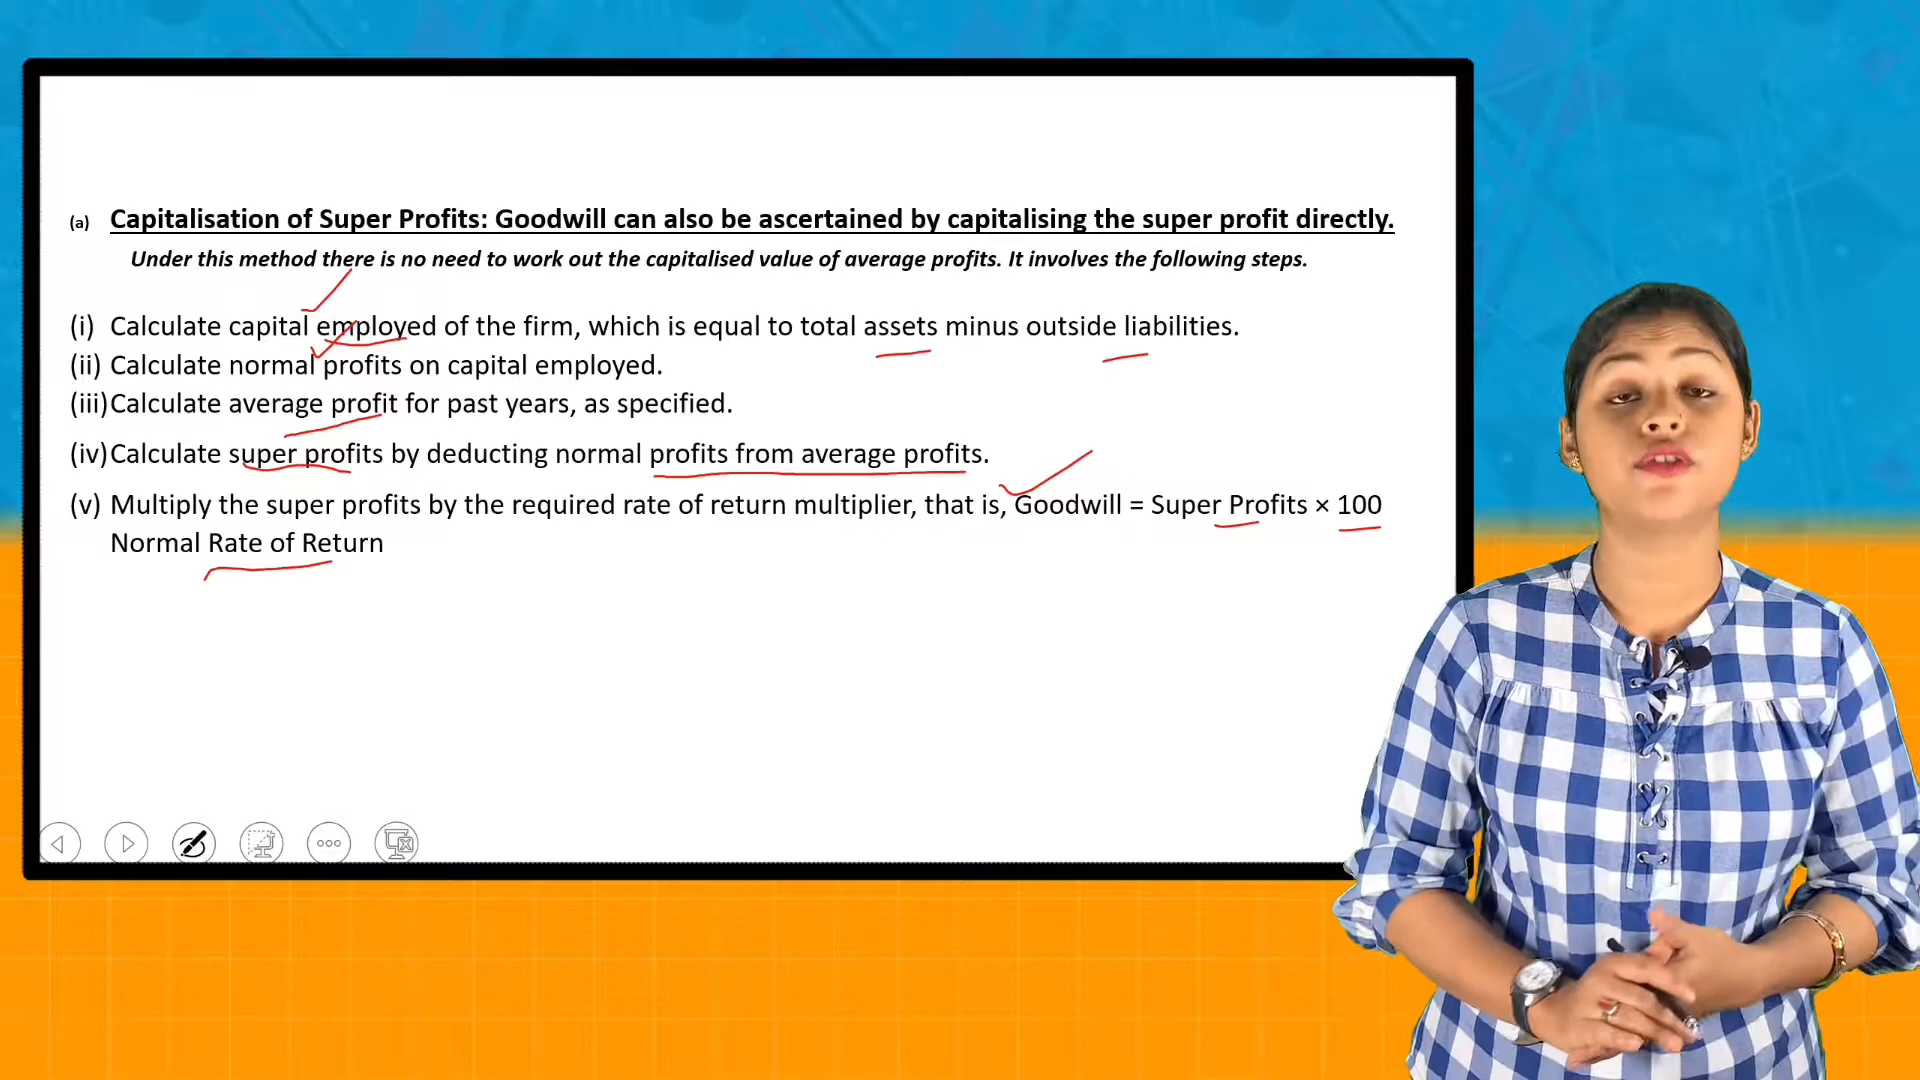 (a) Capitalisation of Super Profits: Goodwill can also be ascertained by capitalising the super profit directly.
Under this method there is no need to work out the capitalised value of average profits. It involves the following steps.
(i) Calculate capital employed of the firm, which is equal to total assets minus outside liabilities.
(ii) Calculate normal profits on capital employed.
(iii) Calculate average profit for past years, as specified.
(iv) Calculate super profits by deducting normal profits from average profits.
(v) Multiply the super profits by the required rate of return multiplier, that is, Goodwill = Super Profits × 100
Normal Rate of Return